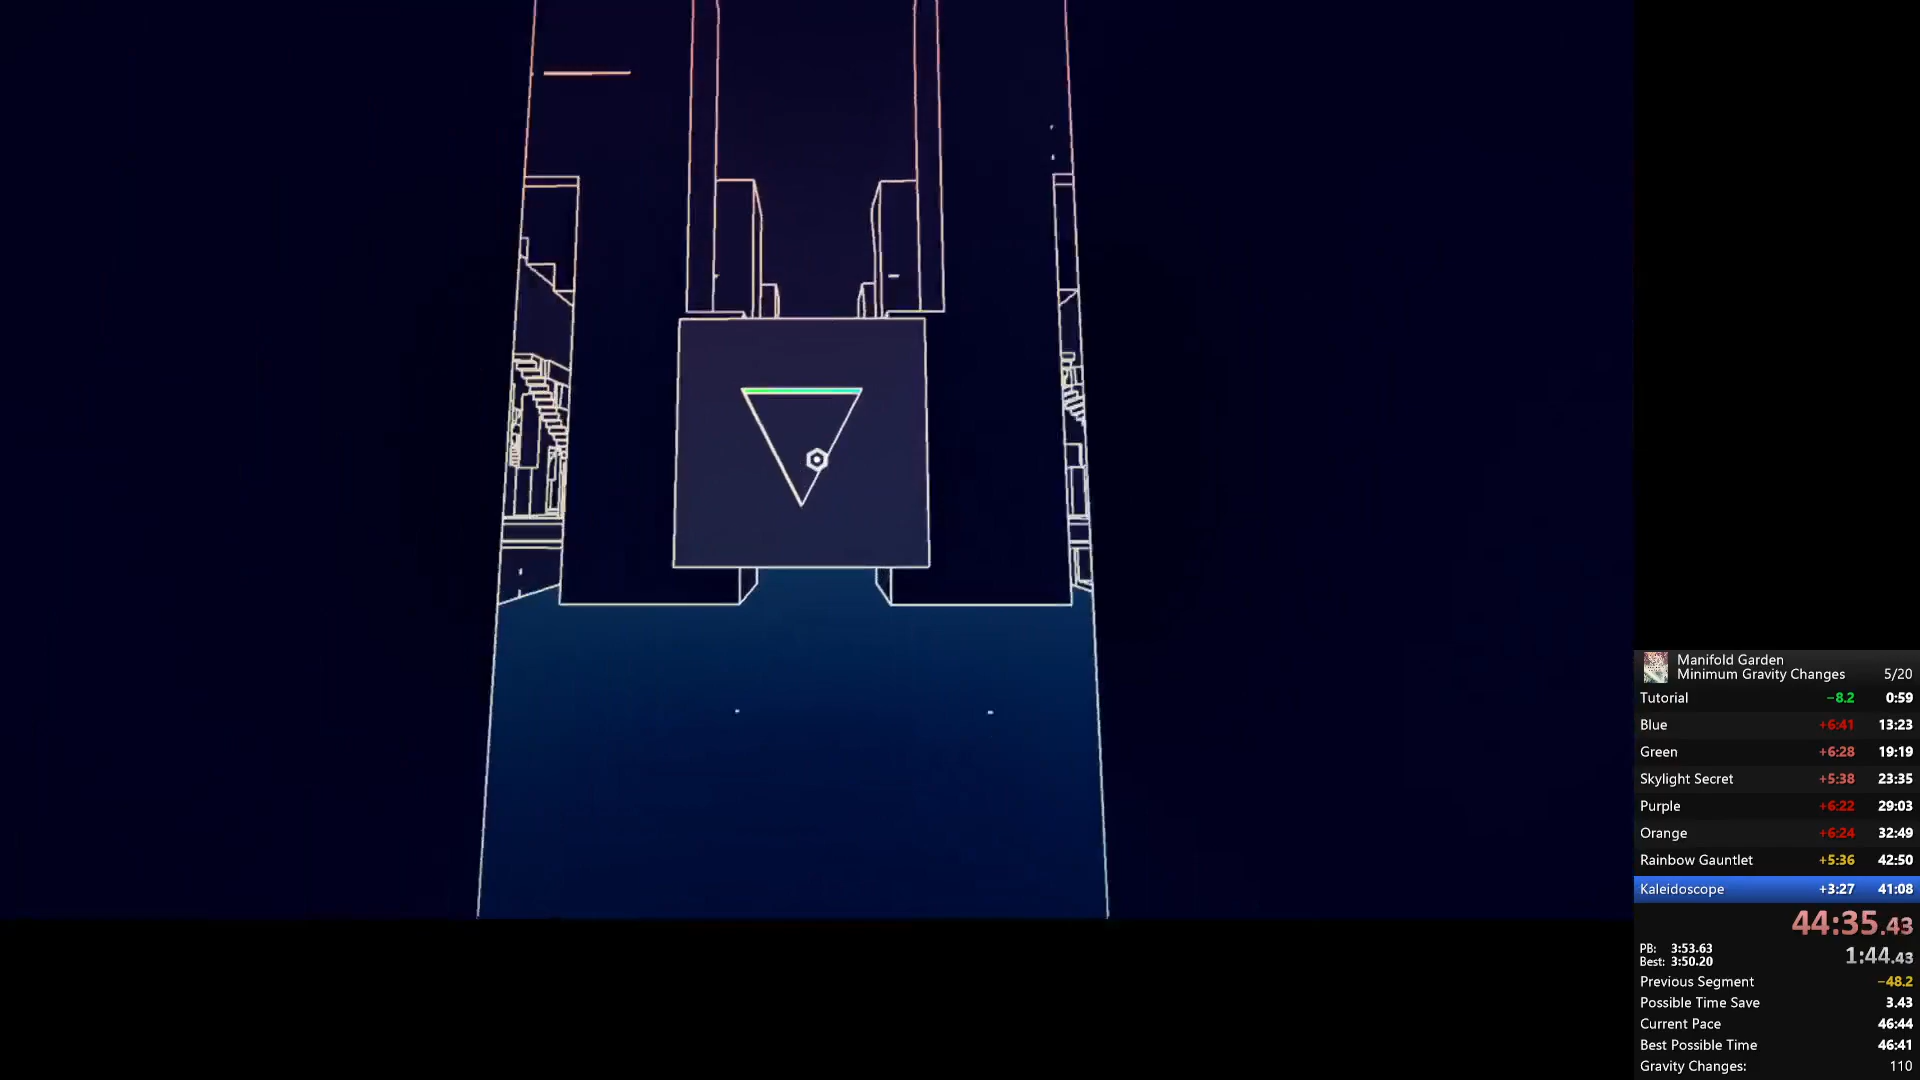 Manifold Garden
Minimum Gravity Changes 5/20
Tutorial −8.2 0:59
Blue +6:41 13:23
Green +6:28 19:19
Skylight Secret +5:38 23:35
Purple +6:22 29:03
Orange +6:24 32:49
Rainbow Gauntlet +5:36 42:50
Kaleidoscope +3:27 41:08
44:35.43
PB: 3:53.63
Best: 3:50.20
1:44.43
Previous Segment −48.2
Possible Time Save 3.43
Current Pace 46:44
Best Possible Time 46:41
Gravity Changes: 110